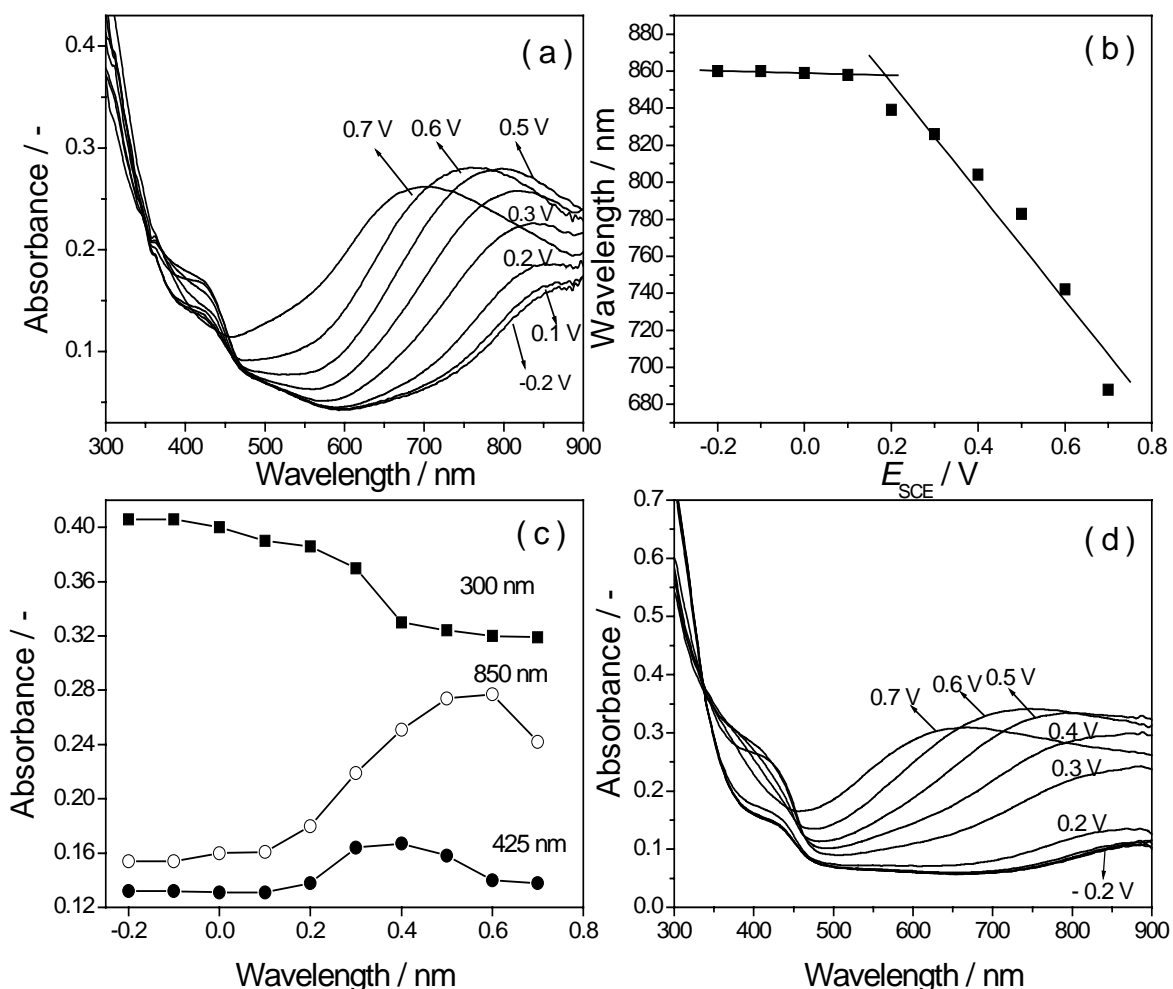 (a)
0.4
0.3
0.2
0.1
Absorbance / -
0.7 V
0.6 V
0.5 V
0.3 V
0.2 V
0.1 V
-0.2 V
300 400 500 600 700 800 900
Wavelength / nm
(b)
880
860
840
820
800
780
760
740
720
700
680
Wavelength / nm
-0.2 0.0 0.2 0.4 0.6 0.8
E_SCE / V
(c)
0.40
0.36
0.32
0.28
0.24
0.20
0.16
0.12
Absorbance / -
300 nm
850 nm
425 nm
-0.2 0.0 0.2 0.4 0.6 0.8
Wavelength / nm
(d)
0.7
0.6
0.5
0.4
0.3
0.2
0.1
0.0
Absorbance / -
0.7 V
0.6 V
0.5 V
0.4 V
0.3 V
0.2 V
- 0.2 V
300 400 500 600 700 800 900
Wavelength / nm